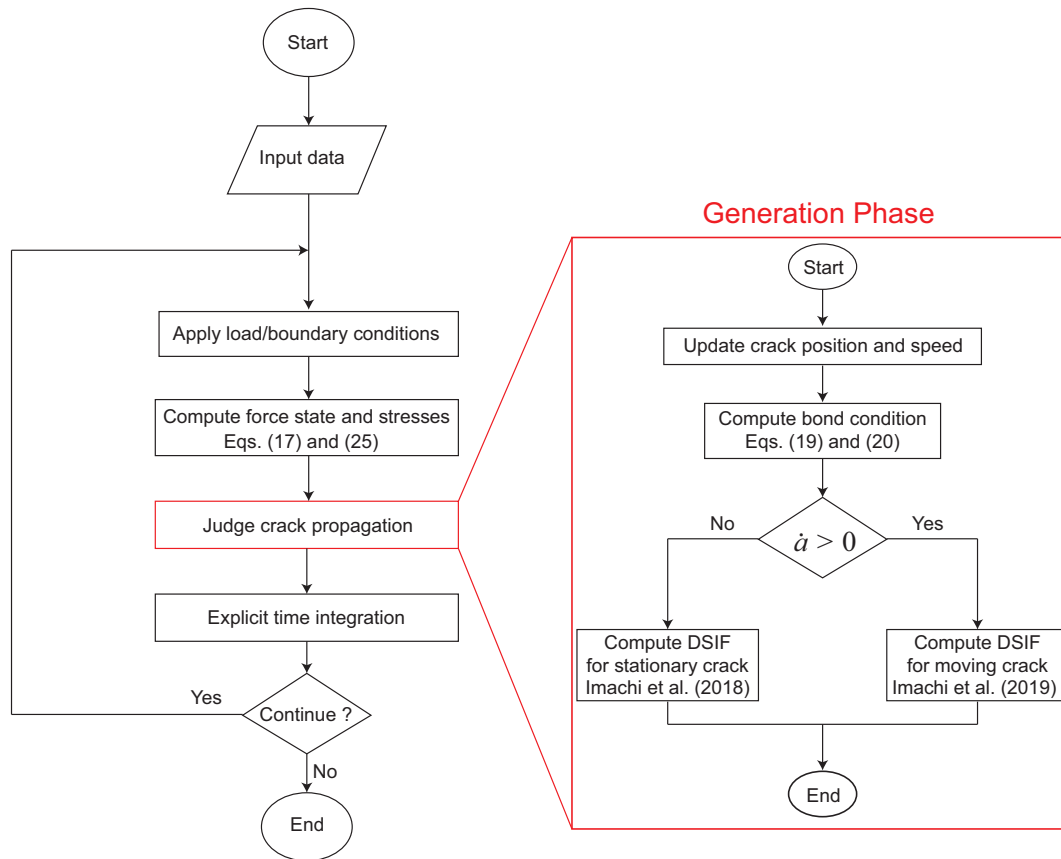 Start
Input data
Apply load/boundary conditions
Compute force state and stresses
Eqs. (17) and (25)
Judge crack propagation
Explicit time integration
Continue ?
Yes
No
End
Generation Phase
Start
Update crack position and speed
Compute bond condition
Eqs. (19) and (20)
ȧ > 0
No
Yes
Compute DSIF
for stationary crack
Imachi et al. (2018)
Compute DSIF
for moving crack
Imachi et al. (2019)
End